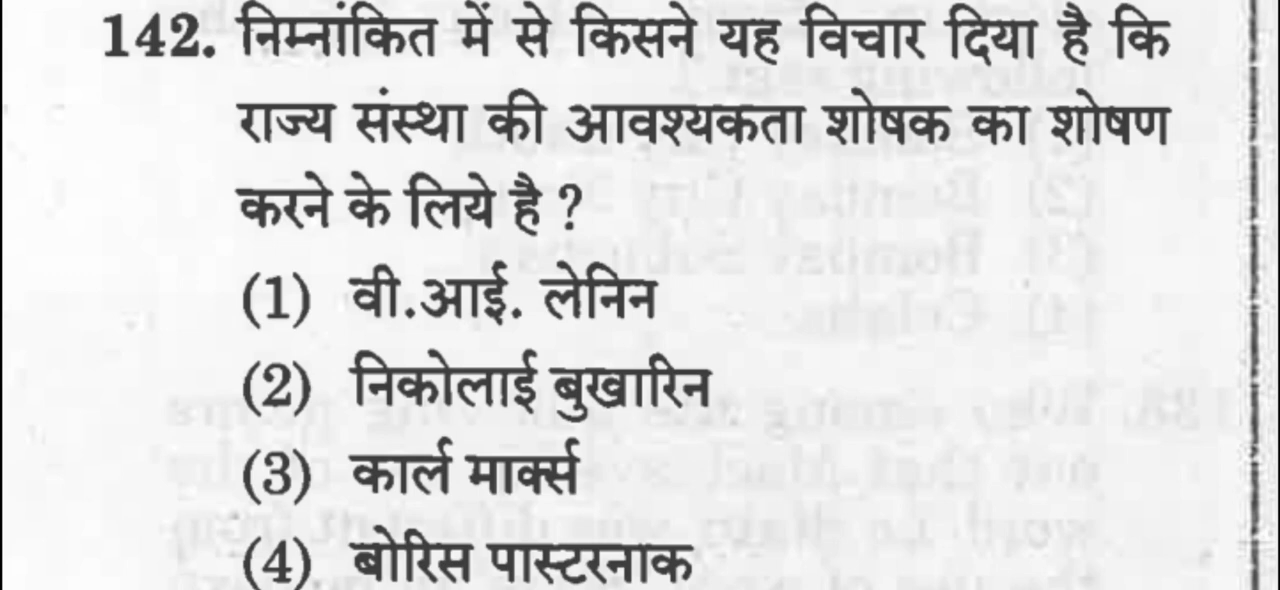 142. निम्नांकित में से किसने यह विचार दिया है कि
राज्य संस्था की आवश्यकता शोषक का शोषण
करने के लिये है ?
(1) वी.आई. लेनिन
(2) निकोलाई बुखारिन
(3) कार्ल मार्क्स
(4) बोरिस पास्टरनाक